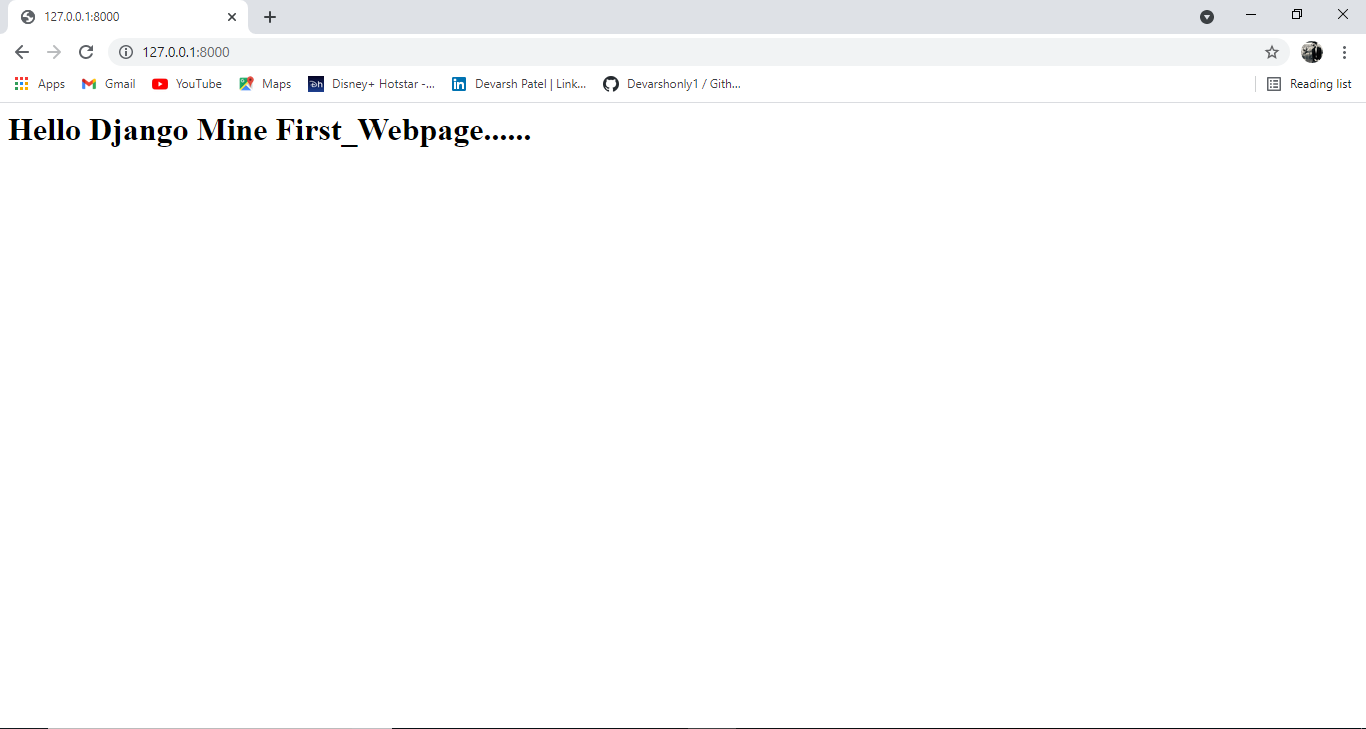 127.0.0.1:8000
127.0.0.1:8000
Apps Gmail YouTube Maps Disney+ Hotstar -... Devarsh Patel | Link... Devarshonly1 / Gith... Reading list
Hello Django Mine First_Webpage......